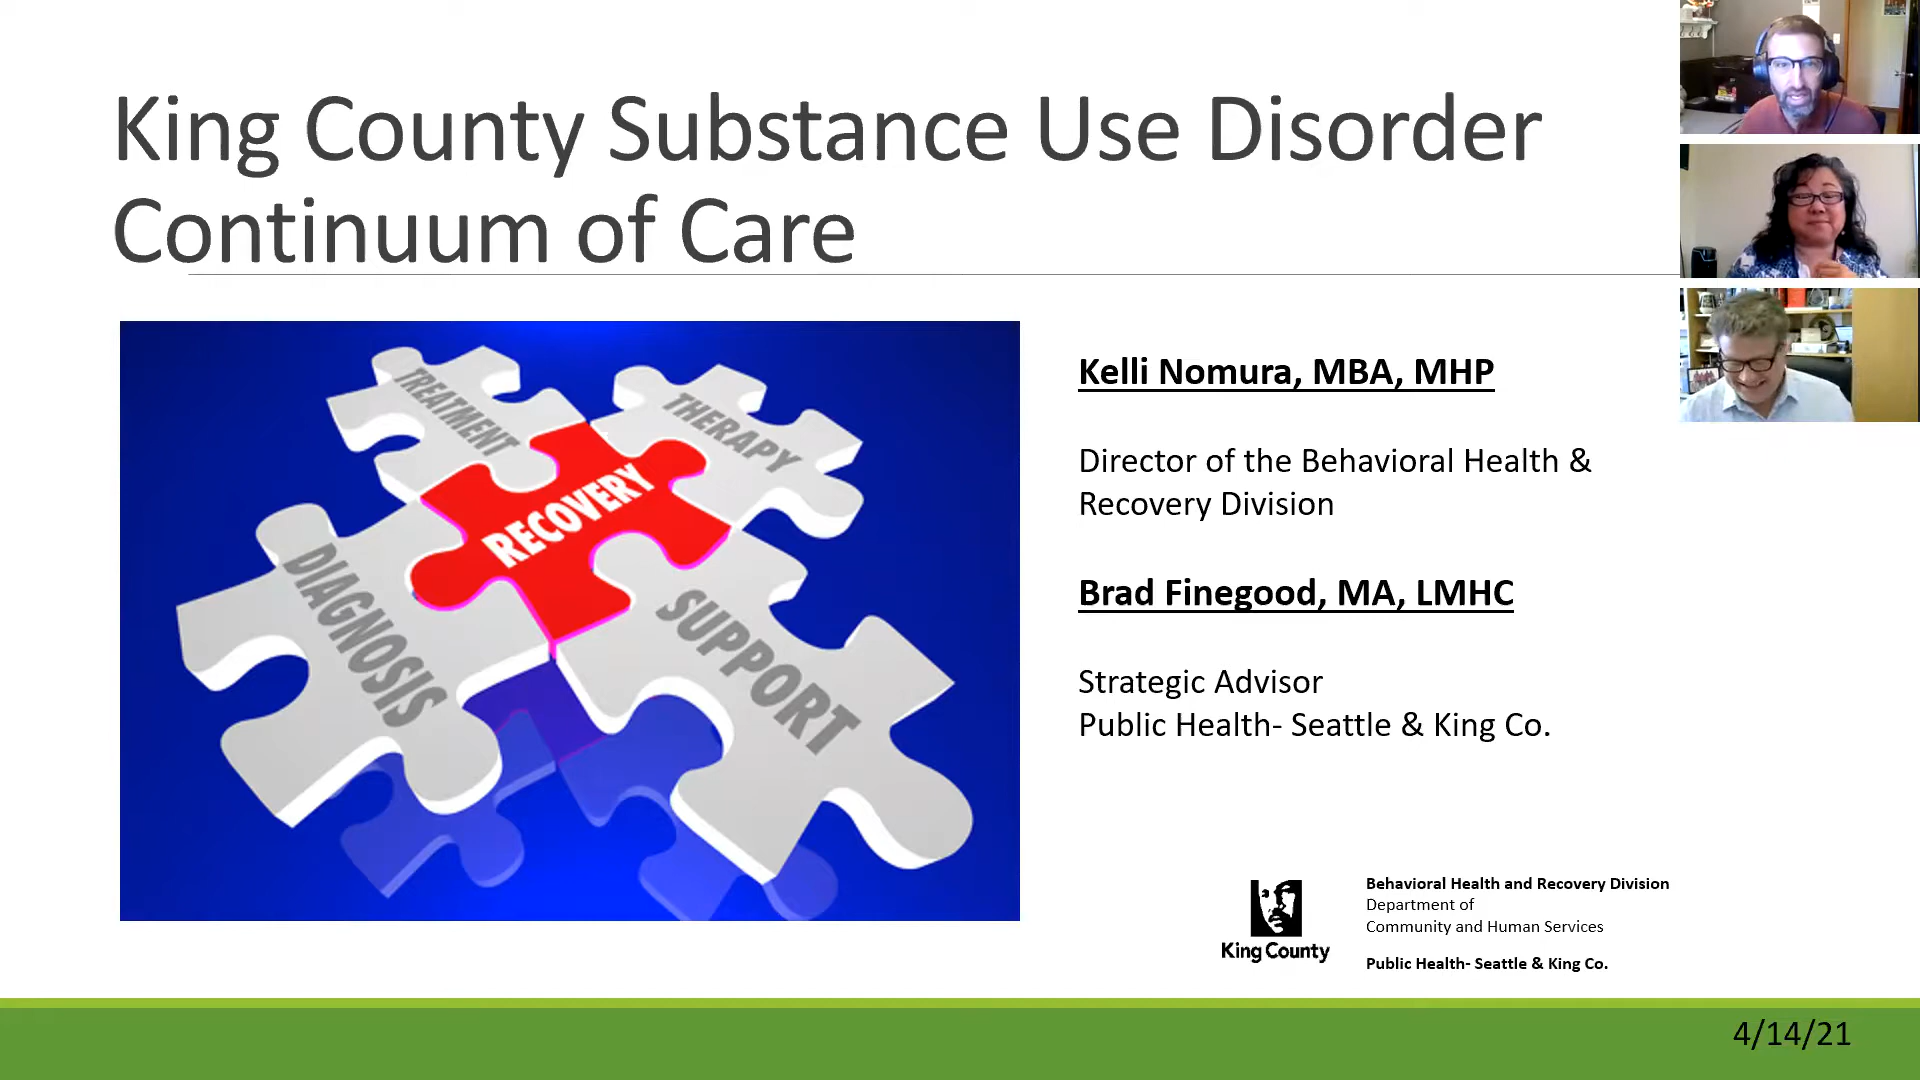 King County Substance Use Disorder
Continuum of Care
TREATMENT
THERAPY
RECOVERY
DIAGNOSIS
SUPPORT
Kelli Nomura, MBA, MHP
Director of the Behavioral Health &
Recovery Division
Brad Finegood, MA, LMHC
Strategic Advisor
Public Health- Seattle & King Co.
King County
Behavioral Health and Recovery Division
Department of
Community and Human Services
Public Health- Seattle & King Co.
4/14/21